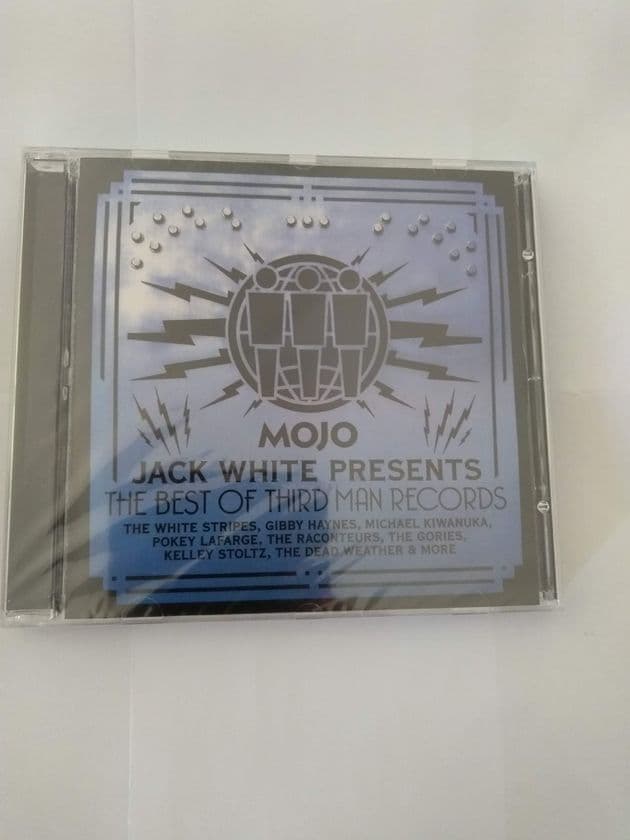 MOJO
JACK WHITE PRESENTS
THE BEST OF THIRD MAN RECORDS
THE WHITE STRIPES, GIBBY HAYNES, MICHAEL KIWANUKA,
POKEY LAFARGE, THE RACONTEURS, THE GORIES,
KELLEY STOLTZ, THE DEAD WEATHER & MORE